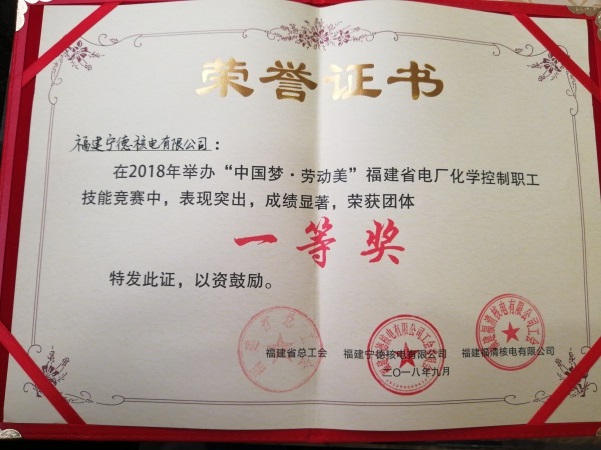 荣誉证书
福建宁德核电有限公司：
在2018年举办“中国梦·劳动美”福建省电厂化学控制职工
技能竞赛中，表现突出，成绩显著，荣获团体
一等奖
特发此证，以资鼓励。
福建省总工会 福建宁德核电有限公司 福建福清核电有限公司
二〇一八年九月